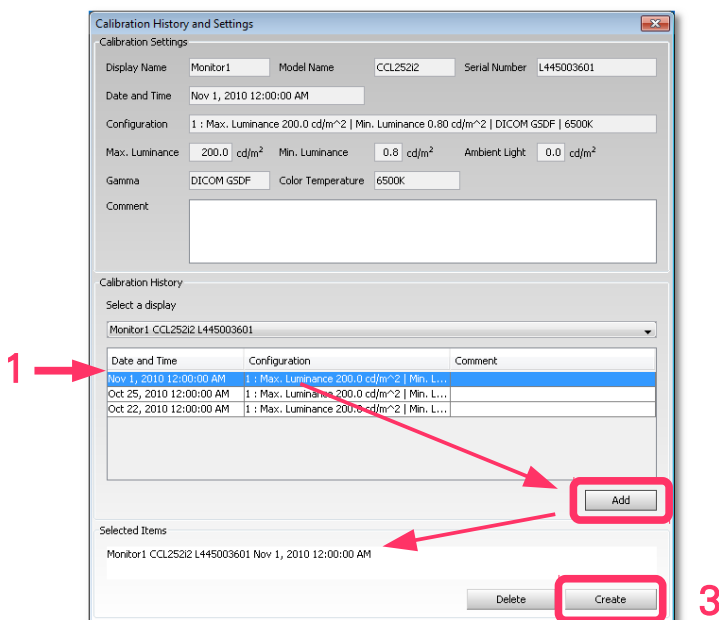 Calibration History and Settings
Calibration Settings
Display Name Monitor1 Model Name CCL252i2 Serial Number L445003601
Date and Time Nov 1, 2010 12:00:00 AM
Configuration 1 : Max. Luminance 200.0 cd/m^2 | Min. Luminance 0.80 cd/m^2 | DICOM GSDF | 6500K
Max. Luminance 200.0 cd/m² Min. Luminance 0.8 cd/m² Ambient Light 0.0 cd/m²
Gamma DICOM GSDF Color Temperature 6500K
Comment
Calibration History
Select a display
Monitor1 CCL252i2 L445003601
Date and Time Configuration Comment
1 Nov 1, 2010 12:00:00 AM 1 : Max. Luminance 200.0 cd/m^2 | Min. L...
Oct 25, 2010 12:00:00 AM 1 : Max. Luminance 200.0 cd/m^2 | Min. L...
Oct 22, 2010 12:00:00 AM 1 : Max. Luminance 200.0 cd/m^2 | Min. L...
Add
Selected Items
Monitor1 CCL252i2 L445003601 Nov 1, 2010 12:00:00 AM
Delete Create 3